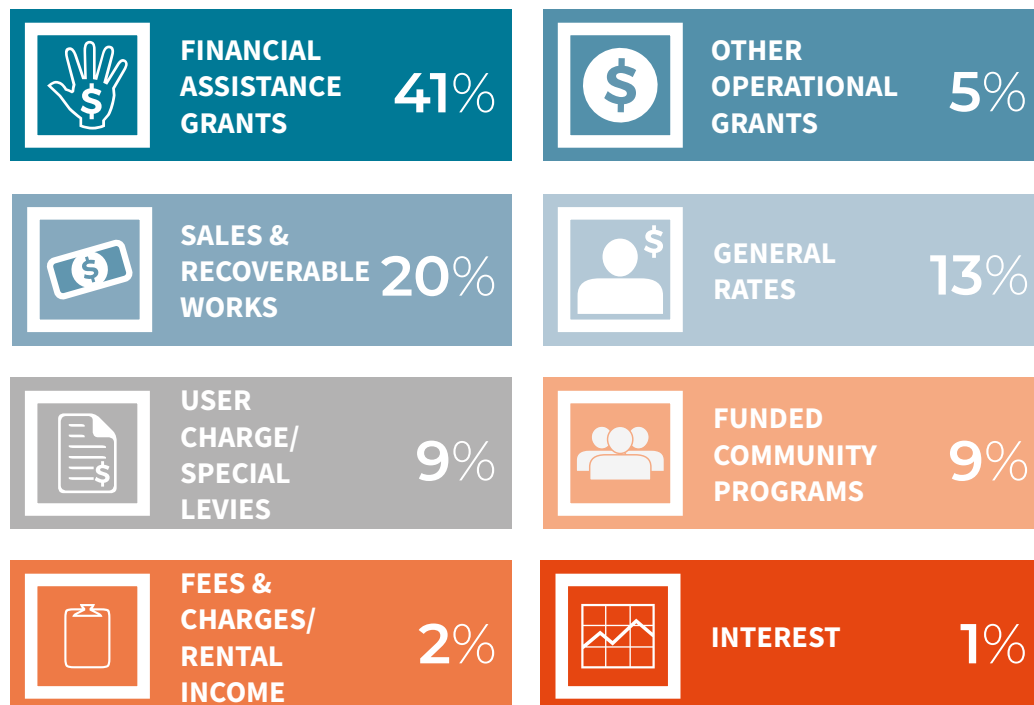 FINANCIAL
ASSISTANCE
GRANTS
41%
OTHER
OPERATIONAL
GRANTS
5%
SALES &
RECOVERABLE
WORKS
20%
GENERAL
RATES
13%
USER
CHARGE/
SPECIAL
LEVIES
9%
FUNDED
COMMUNITY
PROGRAMS
9%
FEES &
CHARGES/
RENTAL
INCOME
2%
INTEREST
1%
$
$
$
$
$